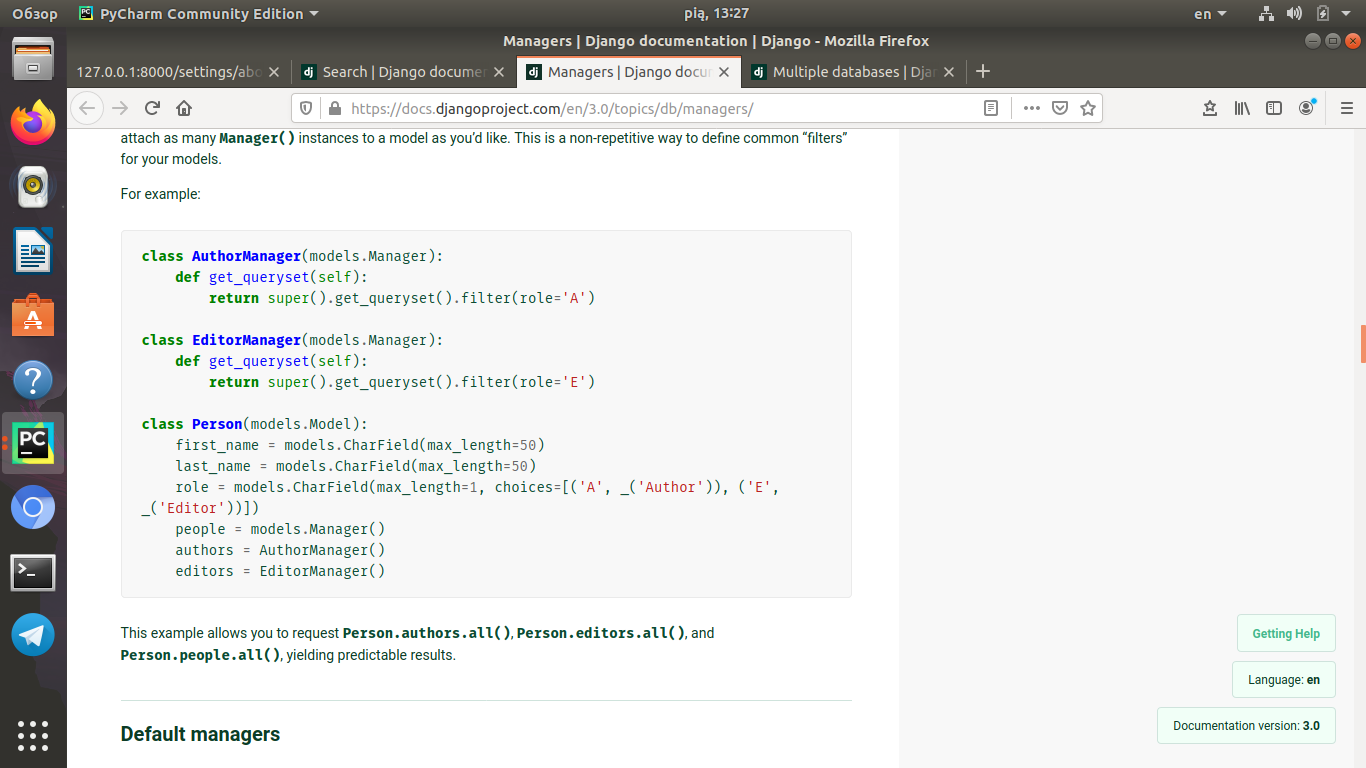 Обзор PyCharm Community Edition pią, 13:27 en
Managers | Django documentation | Django - Mozilla Firefox
127.0.0.1:8000/settings/abo Search | Django documen Managers | Django docum Multiple databases | Djan
https://docs.djangoproject.com/en/3.0/topics/db/managers/
attach as many Manager() instances to a model as you’d like. This is a non-repetitive way to define common “filters”
for your models.
For example:
class AuthorManager(models.Manager):
    def get_queryset(self):
        return super().get_queryset().filter(role='A')
class EditorManager(models.Manager):
    def get_queryset(self):
        return super().get_queryset().filter(role='E')
class Person(models.Model):
    first_name = models.CharField(max_length=50)
    last_name = models.CharField(max_length=50)
    role = models.CharField(max_length=1, choices=[('A', _('Author')), ('E',
_('Editor'))])
    people = models.Manager()
    authors = AuthorManager()
    editors = EditorManager()
This example allows you to request Person.authors.all(), Person.editors.all(), and
Person.people.all(), yielding predictable results.
Default managers
Getting Help
Language: en
Documentation version: 3.0